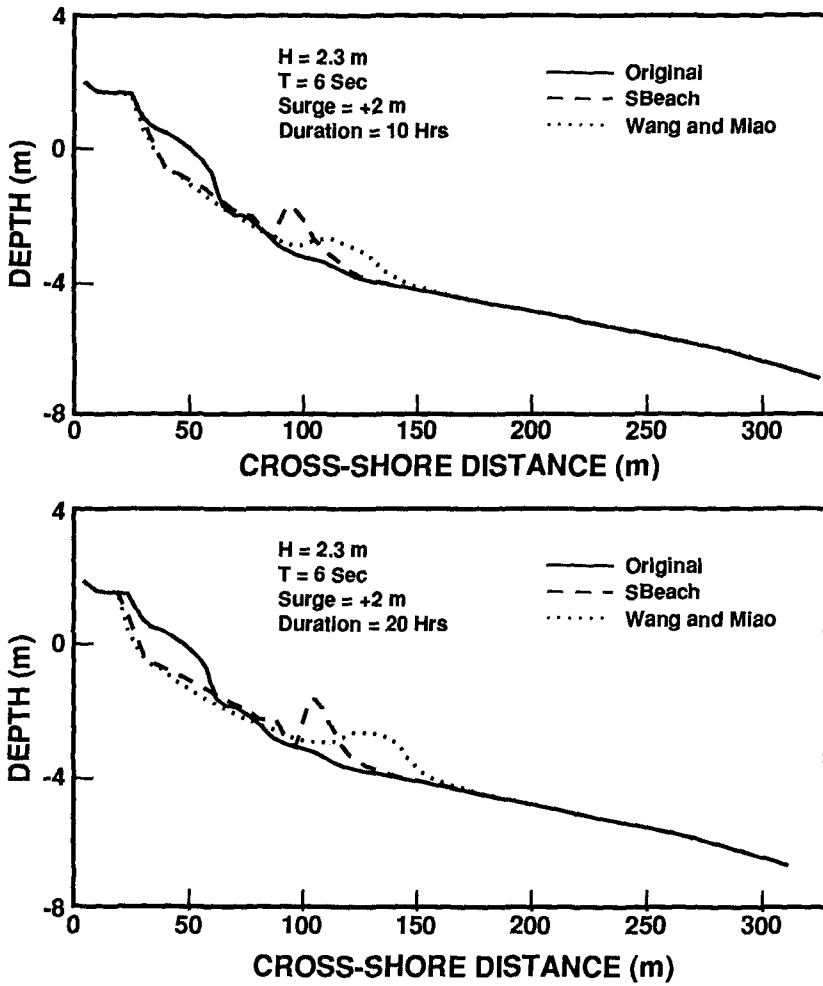 4
0
-4
-8
DEPTH (m)
H = 2.3 m
T = 6 Sec
Surge = +2 m
Duration = 10 Hrs
Original
SBeach
Wang and Miao
0 50 100 150 200 250 300
CROSS-SHORE DISTANCE (m)
4
0
-4
-8
DEPTH (m)
H = 2.3 m
T = 6 Sec
Surge = +2 m
Duration = 20 Hrs
Original
SBeach
Wang and Miao
0 50 100 150 200 250 300
CROSS-SHORE DISTANCE (m)